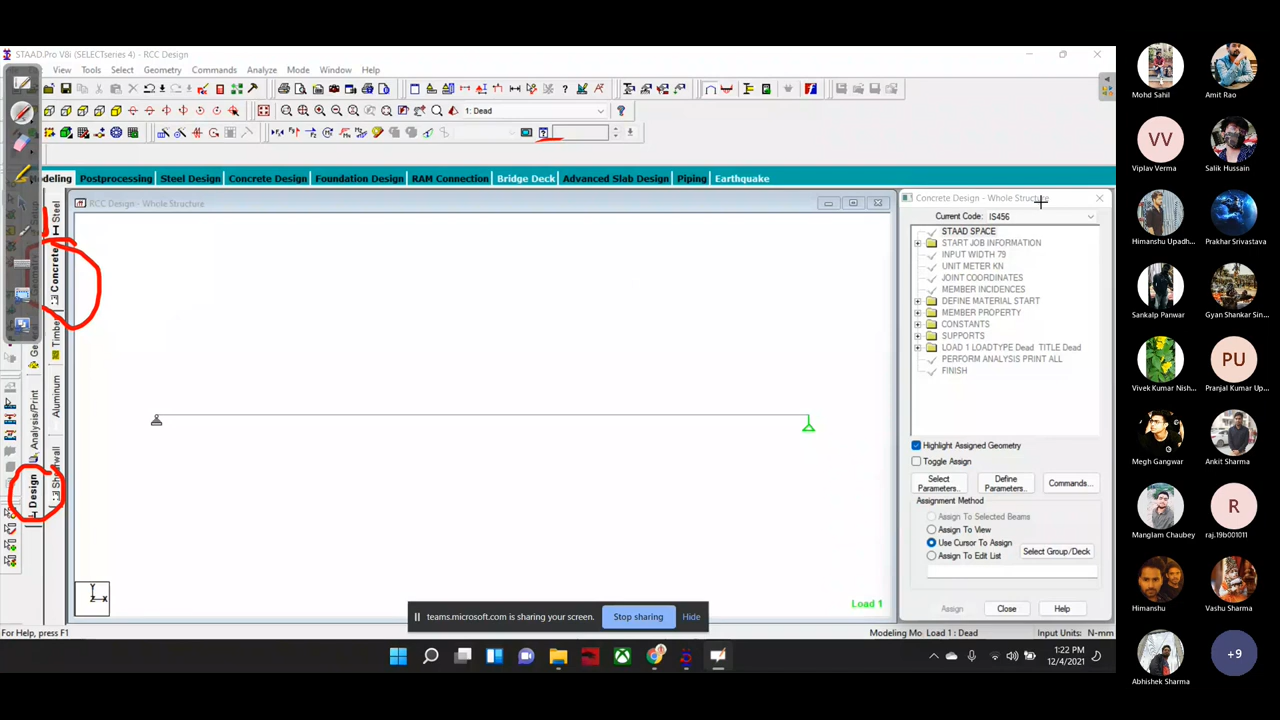 STAAD.Pro V8i (SELECTseries 4) - RCC Design
View Tools Select Geometry Commands Analyze Mode Window Help
1: Dead
Modeling Postprocessing Steel Design Concrete Design Foundation Design RAM Connection Bridge Deck Advanced Slab Design Piping Earthquake
RCC Design - Whole Structure
Steel
Concrete
Timber
Aluminum
Analysis/Print
Design
Concrete Design - Whole Structure
Current Code: IS456
STAAD SPACE
START JOB INFORMATION
INPUT WIDTH 79
UNIT METER KN
JOINT COORDINATES
MEMBER INCIDENCES
DEFINE MATERIAL START
MEMBER PROPERTY
CONSTANTS
SUPPORTS
LOAD 1 LOADTYPE Dead TITLE Dead
PERFORM ANALYSIS PRINT ALL
FINISH
Highlight Assigned Geometry
Toggle Assign
Select Parameters..
Define Parameters..
Commands...
Assignment Method
Assign To Selected Beams
Assign To View
Use Cursor To Assign
Select Group/Deck
Assign To Edit List
Assign Close Help
Y
Z X
Load 1
teams.microsoft.com is sharing your screen. Stop sharing Hide
For Help, press F1
Modeling Mo Load 1 : Dead Input Units: N-mm
1:22 PM
12/4/2021
Mohd Sahil
Amit Rao
VV
Viplav Verma
Salik Hussain
Himanshu Upadh...
Prakhar Srivastava
Sankalp Panwar
Gyan Shankar Sin...
PU
Vivek Kumar Nish...
Pranjal Kumar Up...
Megh Gangwar
Ankit Sharma
R
Manglam Chaubey
raj.19b001011
Himanshu
Vashu Sharma
+9
Abhishek Sharma